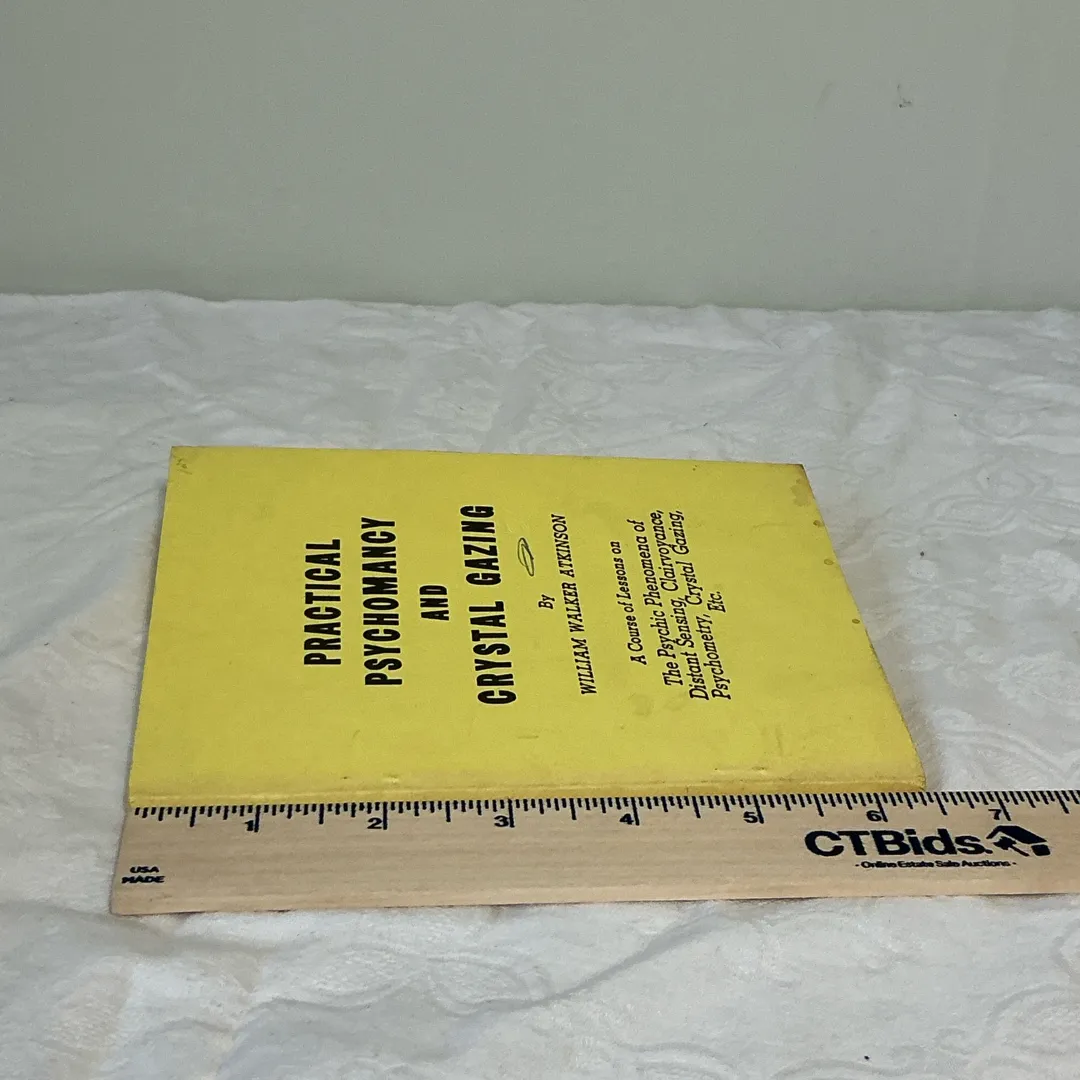 PRACTICAL
PSYCHOMANCY
AND
CRYSTAL GAZING
By
WILLIAM WALKER ATKINSON
A Course of Lessons on
The Psychic Phenomena of
Distant Sensing, Clairvoyance,
Psychometry, Crystal Gazing,
Etc.
1 2 3 4 5 6 7
USA
MADE
CTBids.
- Online Estate Sale Auctions -